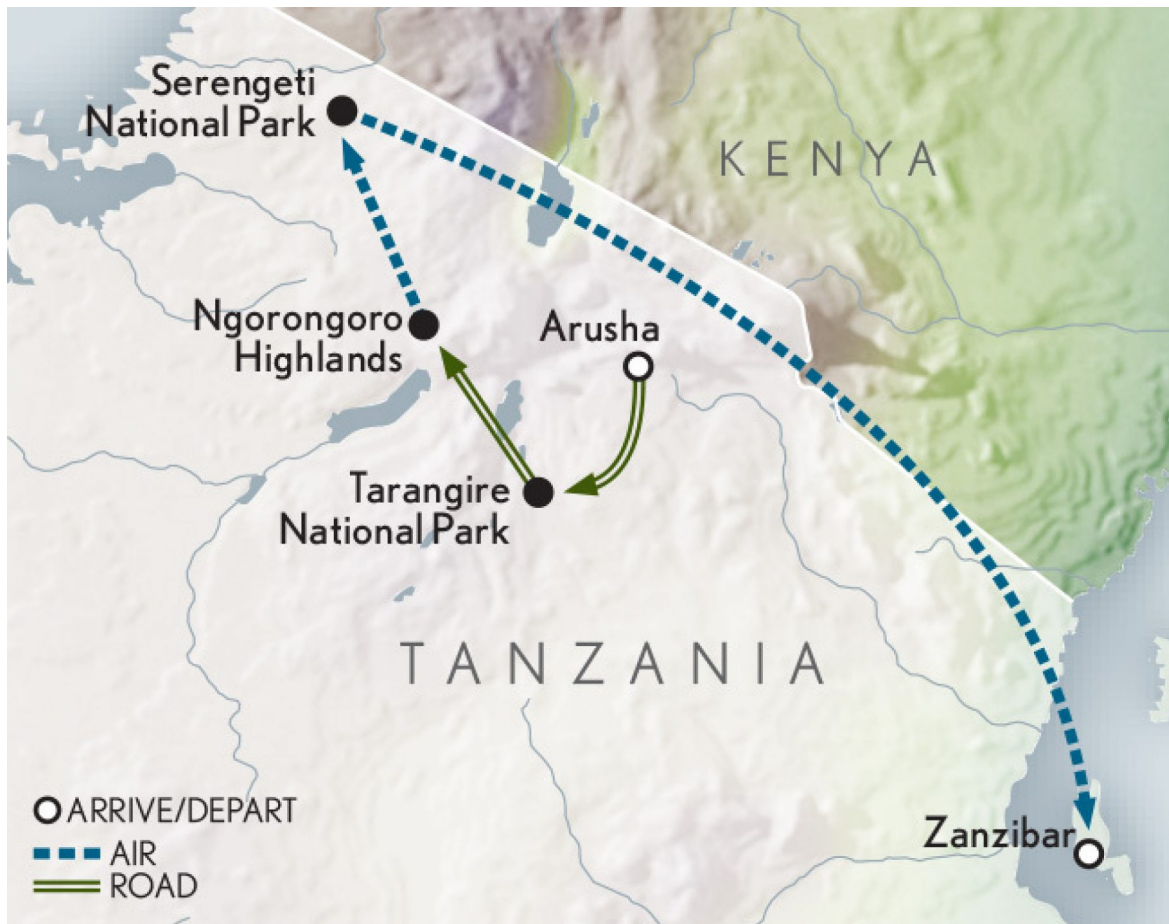 Serengeti
National Park
KENYA
Ngorongoro
Highlands
Arusha
Tarangire
National Park
TANZANIA
Zanzibar
ARRIVE/DEPART
AIR
ROAD